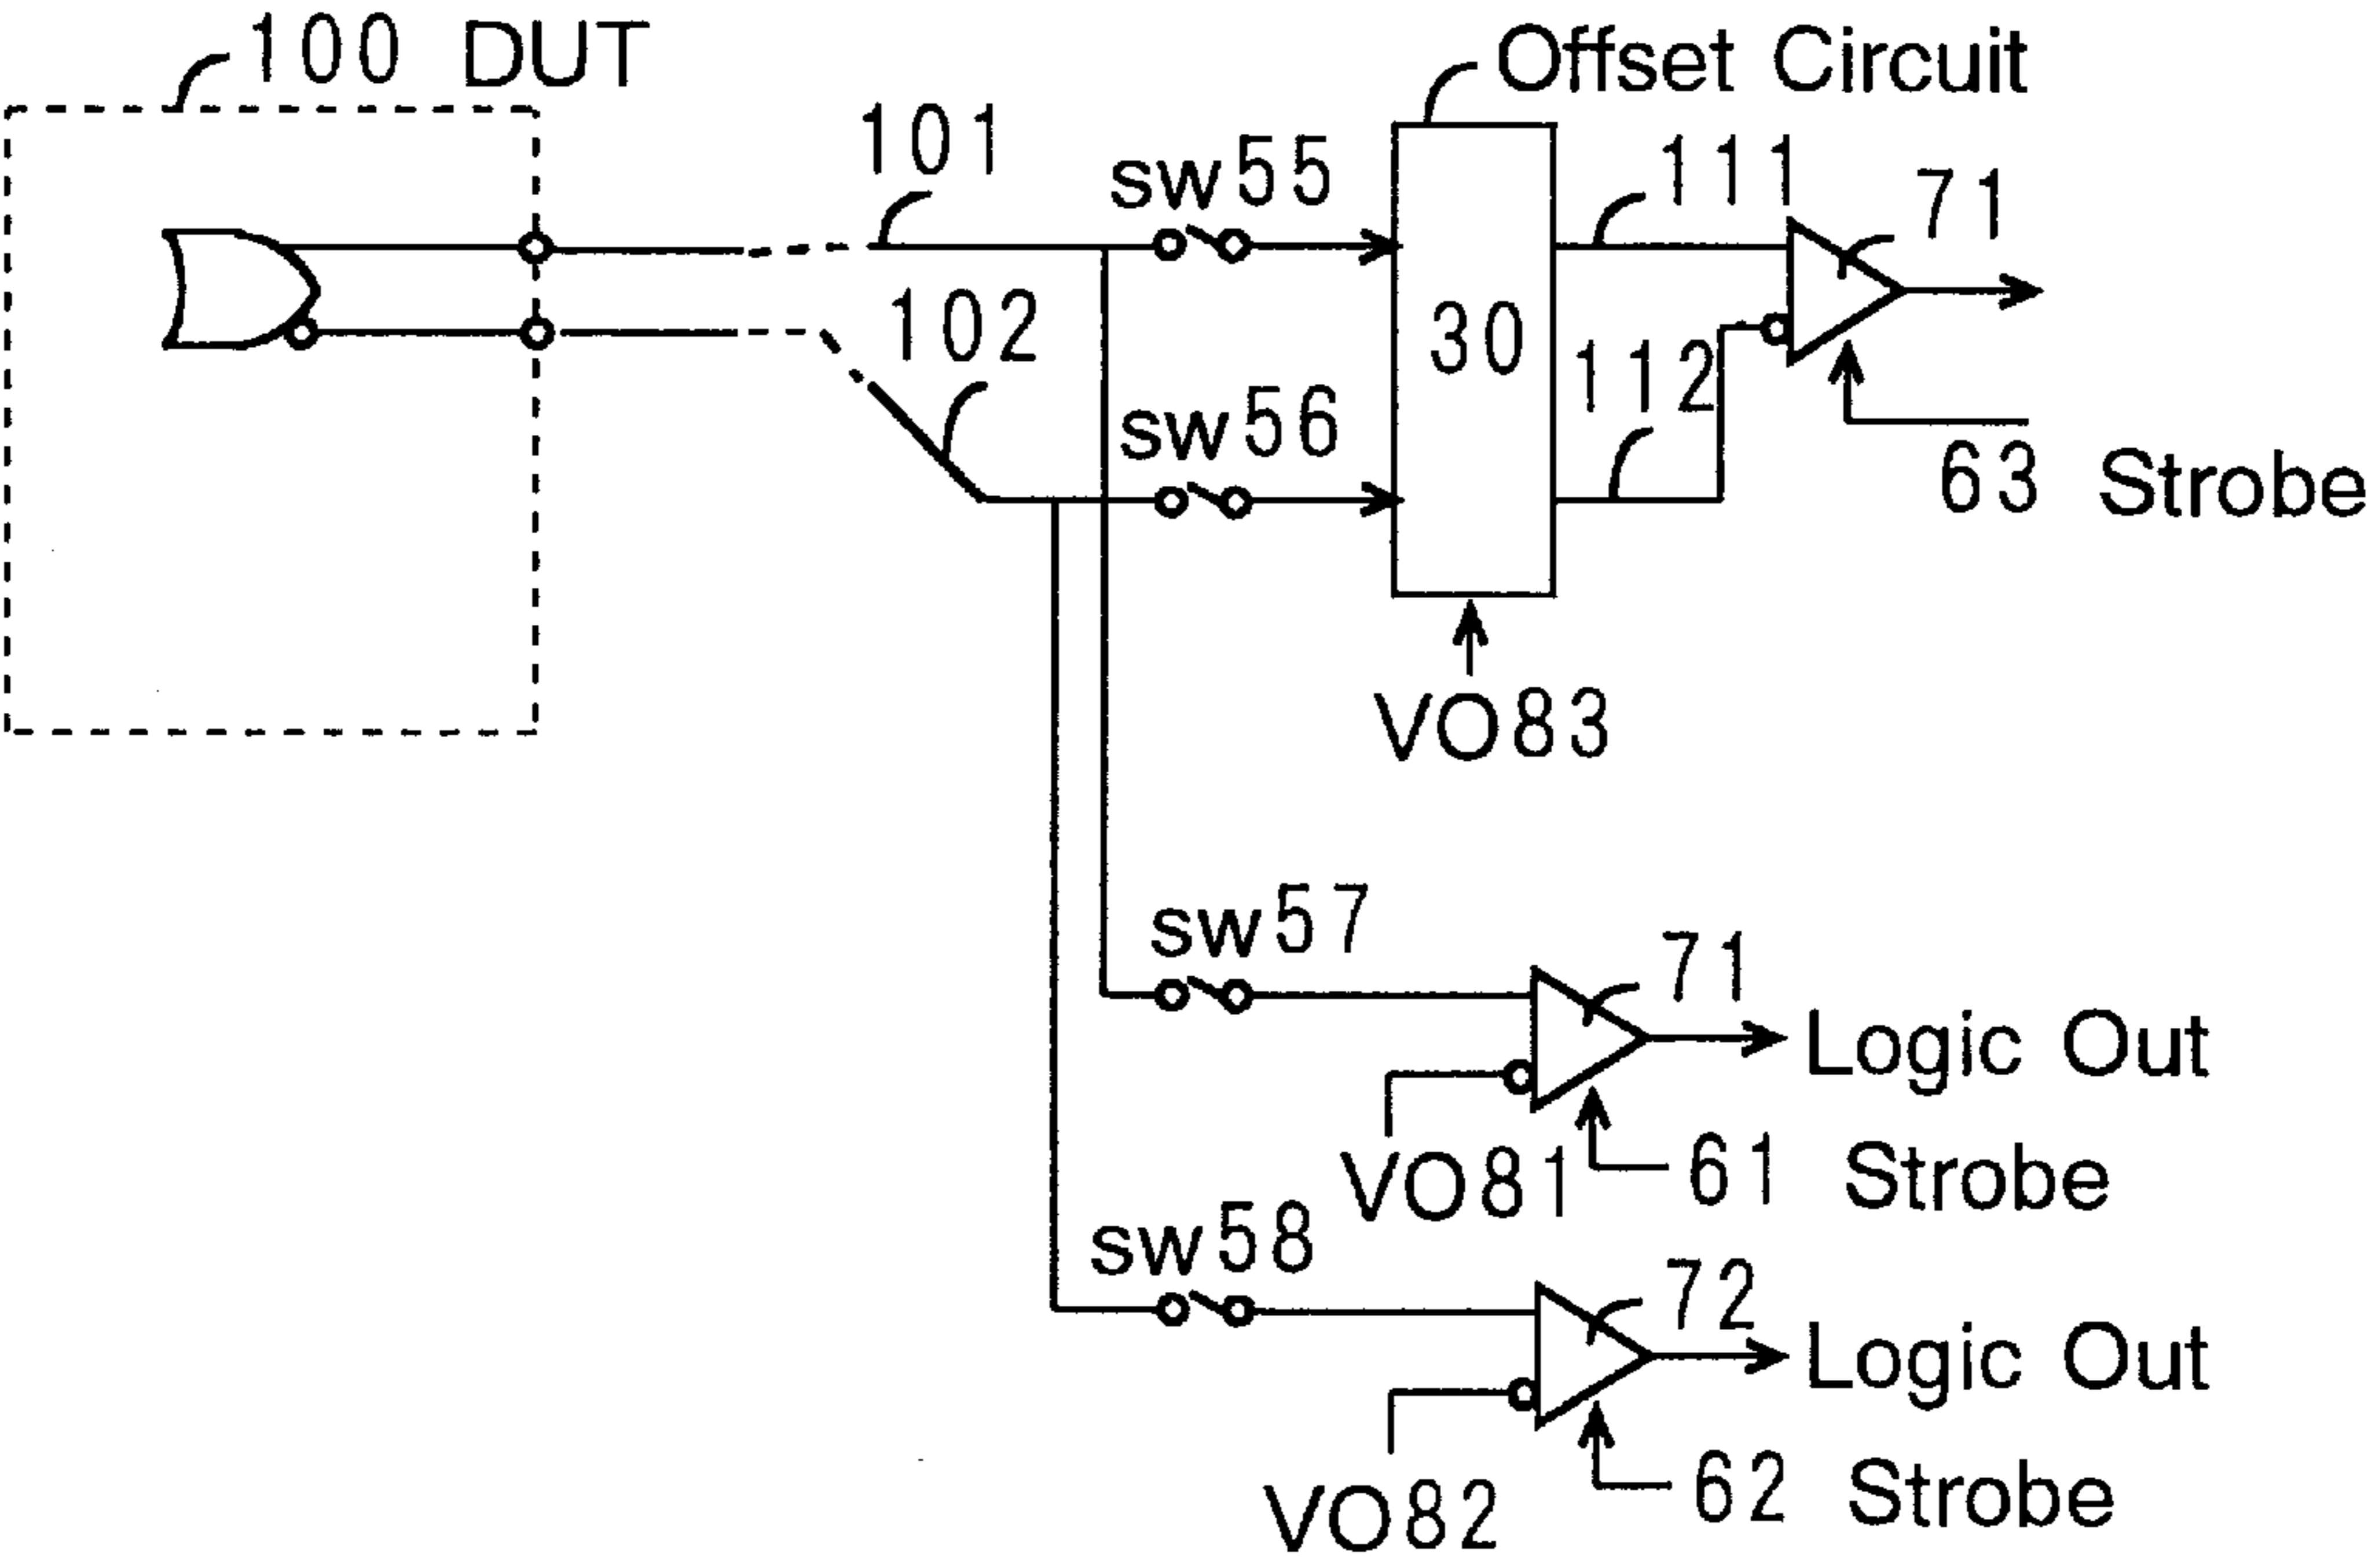 100 DUT
Offset Circuit
101
sw55
111
71
102
30
sw56
112
63 Strobe
VO83
sw57
71
Logic Out
VO81
61 Strobe
sw58
72
Logic Out
VO82
62 Strobe